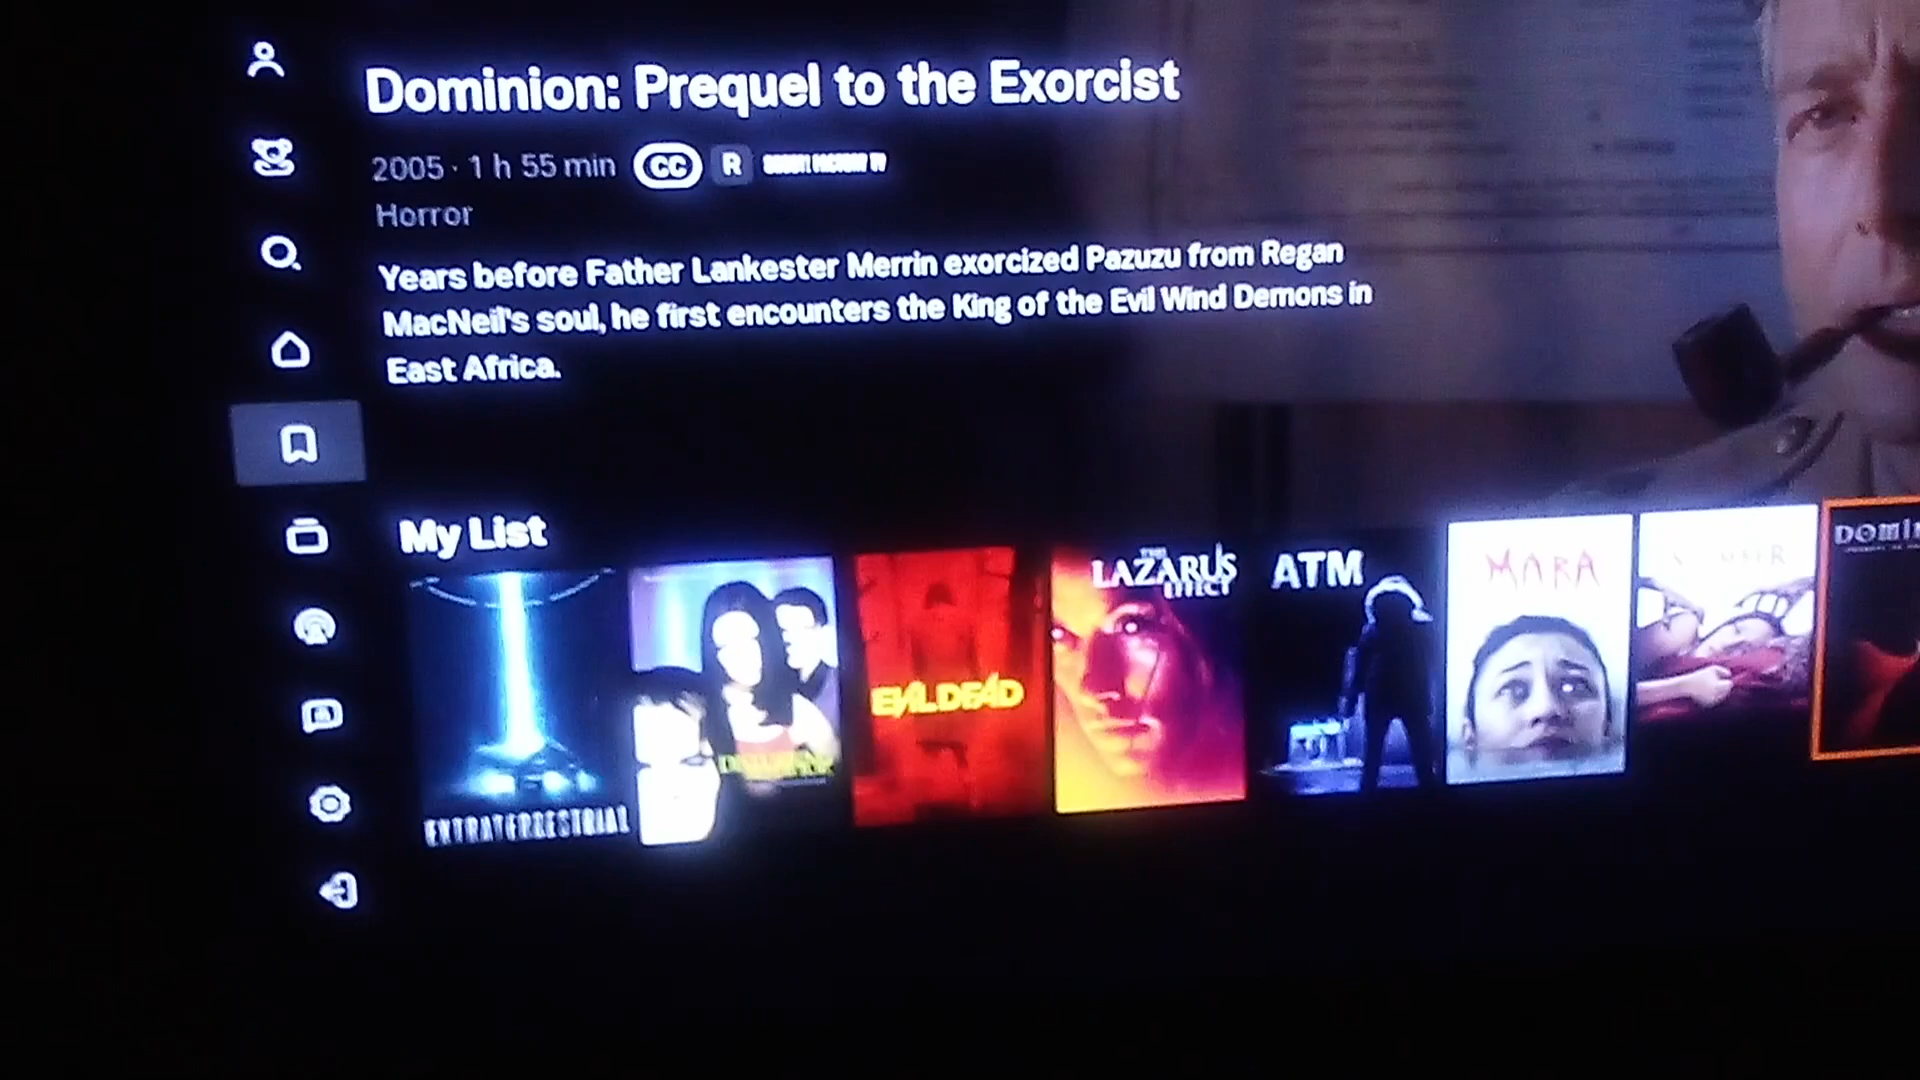 Dominion: Prequel to the Exorcist
2005 · 1 h 55 min CC R
Horror
Years before Father Lankester Merrin exorcized Pazuzu from Regan
MacNeil's soul, he first encounters the King of the Evil Wind Demons in
East Africa.
My List
EXTRATERRESTRIAL
EVIL DEAD
THE
LAZARUS
EFFECT
ATM
MARA